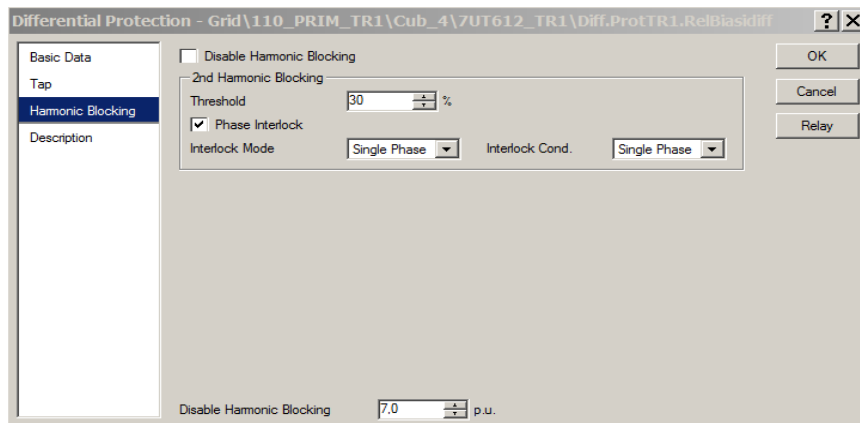 Differential Protection - Grid\110_PRIM_TR1\Cub_4\7UT612_TR1\Diff.ProtTR1.RelBiasidiff
Basic Data
Tap
Harmonic Blocking
Description
Disable Harmonic Blocking
2nd Harmonic Blocking
Threshold 30 %
Phase Interlock
Interlock Mode Single Phase Interlock Cond. Single Phase
Disable Harmonic Blocking 7,0 p.u.
OK
Cancel
Relay